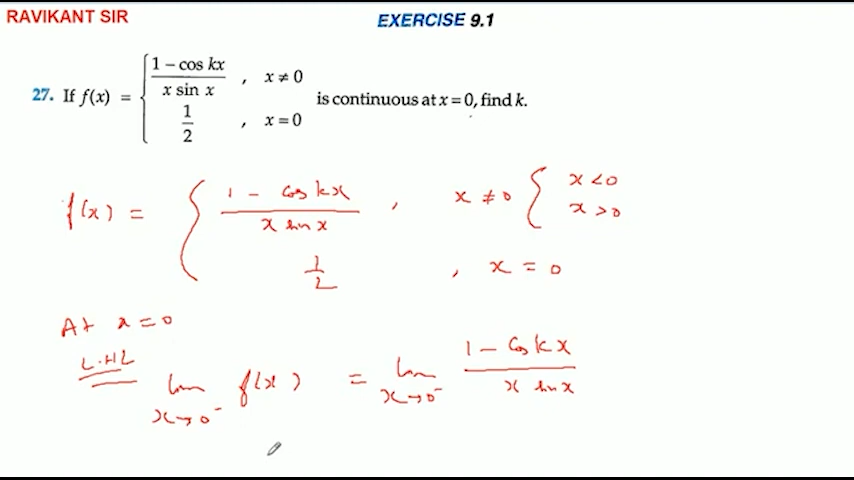 RAVIKANT SIR
EXERCISE 9.1
27. If f(x) = { 1 − cos kx / x sin x , x ≠ 0
1/2 , x = 0
is continuous at x = 0, find k.
f(x) = { 1 − cos kx / x sin x , x ≠ 0 { x < 0
x > 0
1/2 , x = 0
At x = 0
L.H.L
lim x→0⁻ f(x) = lim x→0⁻ 1 − cos kx / x sin x